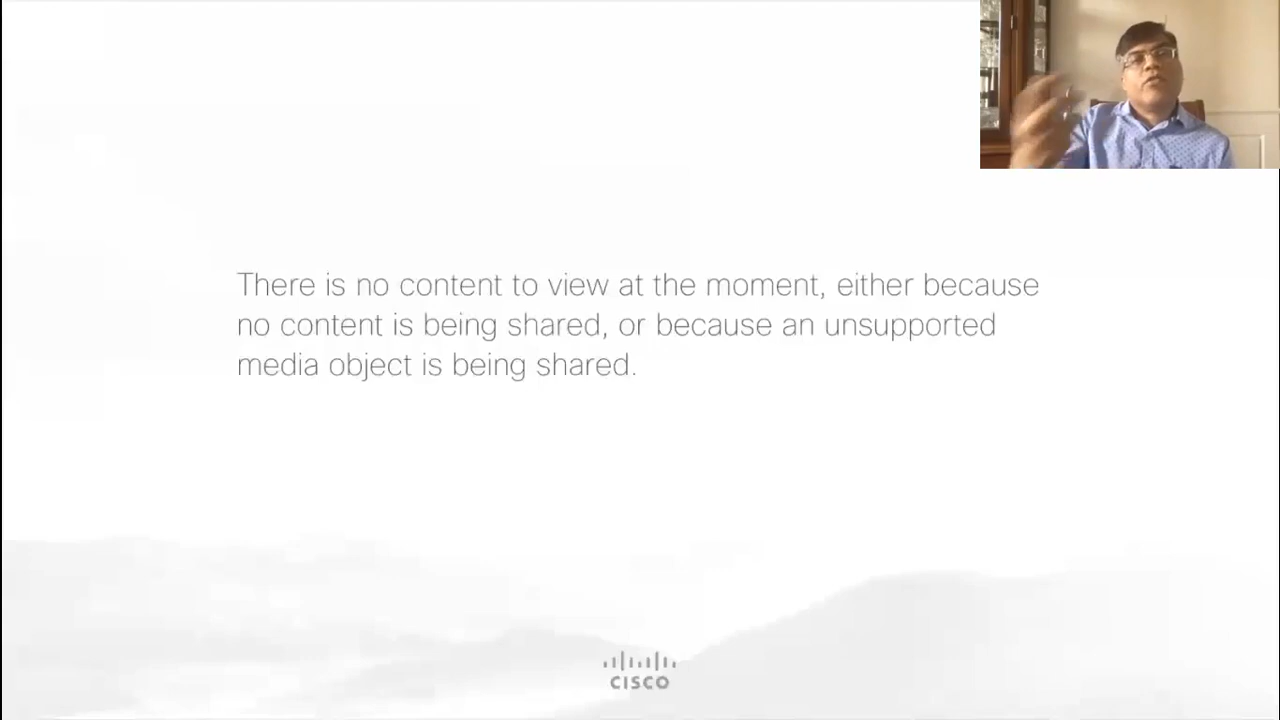 There is no content to view at the moment, either because
no content is being shared, or because an unsupported
media object is being shared.
CISCO